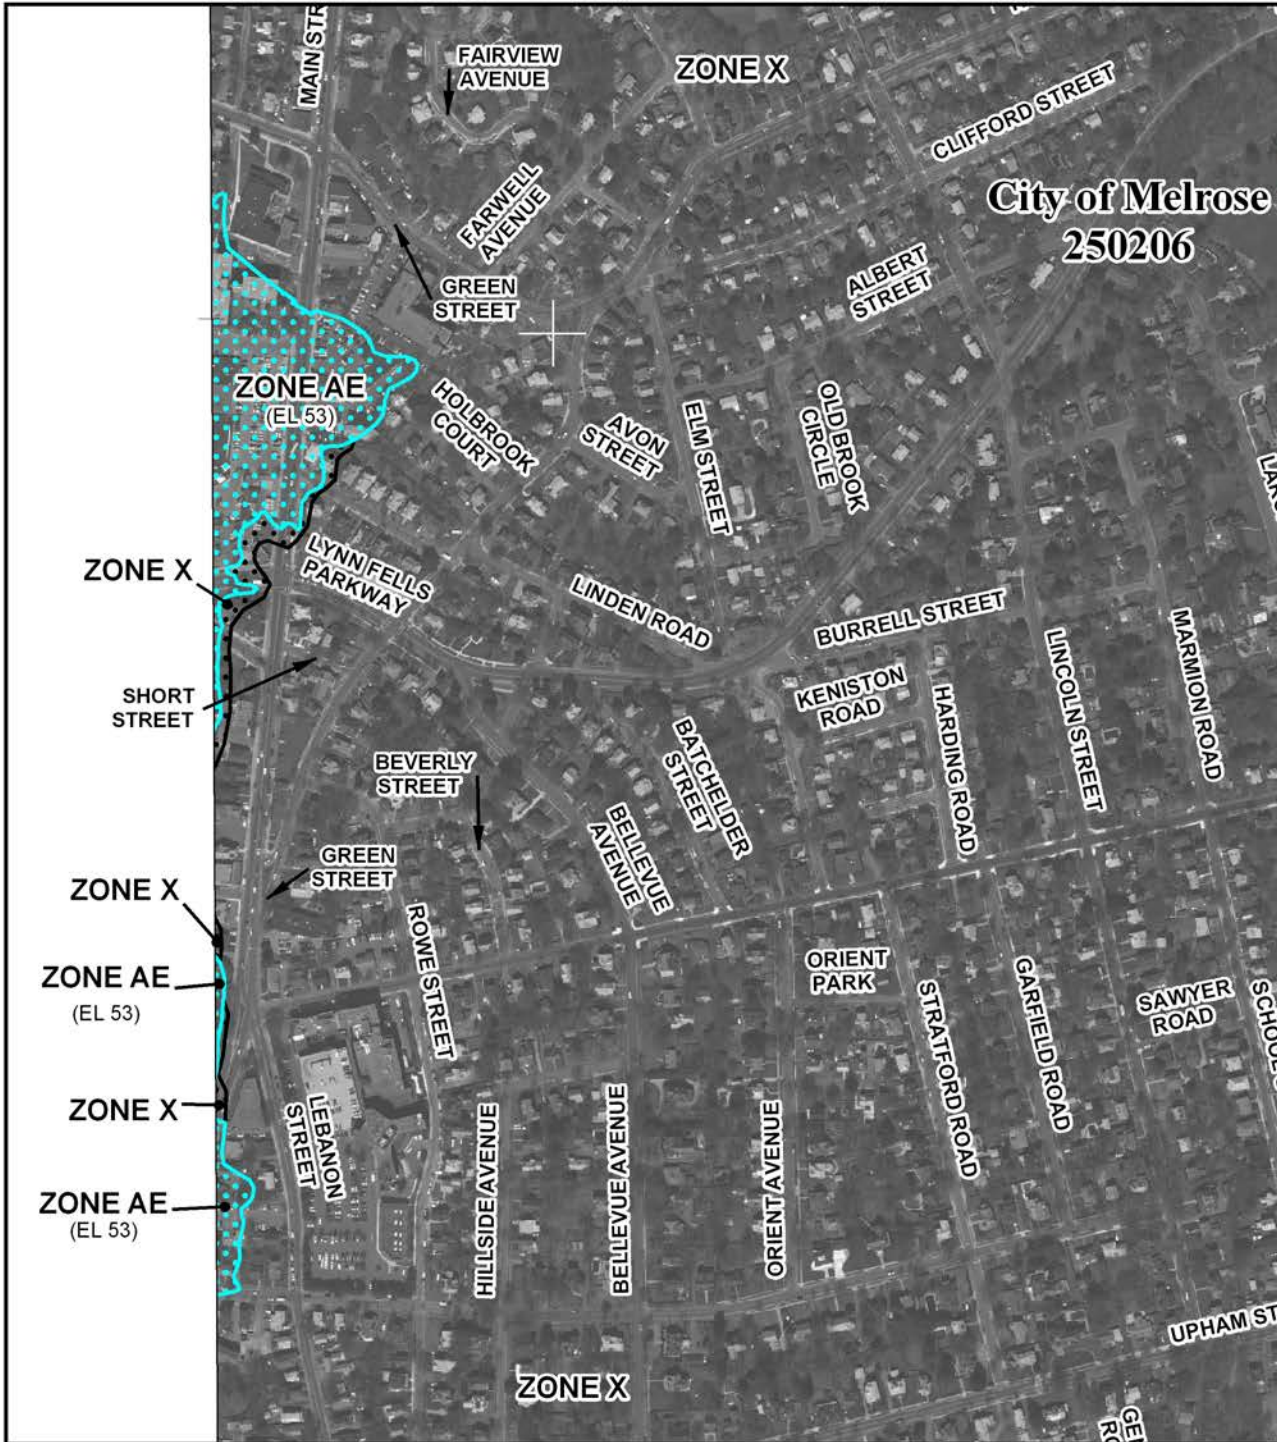 MAIN STR
FAIRVIEW
AVENUE
ZONE X
CLIFFORD STREET
City of Melrose
250206
FARWELL
AVENUE
GREEN
STREET
ALBERT
STREET
ZONE AE
(EL 53)
HOLBROOK
COURT
AVON
STREET
ELM STREET
OLD BROOK
CIRCLE
ZONE X
LYNN FELLS
PARKWAY
LINDEN ROAD
BURRELL STREET
LINCOLN STREET
MARMION ROAD
SHORT
STREET
KENISTON
ROAD
HARDING ROAD
BATCHELDER
STREET
BEVERLY
STREET
BELLEVUE
AVENUE
GREEN
STREET
ZONE X
ROWE STREET
ORIENT
PARK
ZONE AE
(EL 53)
STRATFORD ROAD
GARFIELD ROAD
SAWYER
ROAD
SCHOOL
ZONE X
LEBANON
STREET
HILLSIDE AVENUE
BELLEVUE AVENUE
ORIENT AVENUE
ZONE AE
(EL 53)
UPHAM ST
ZONE X